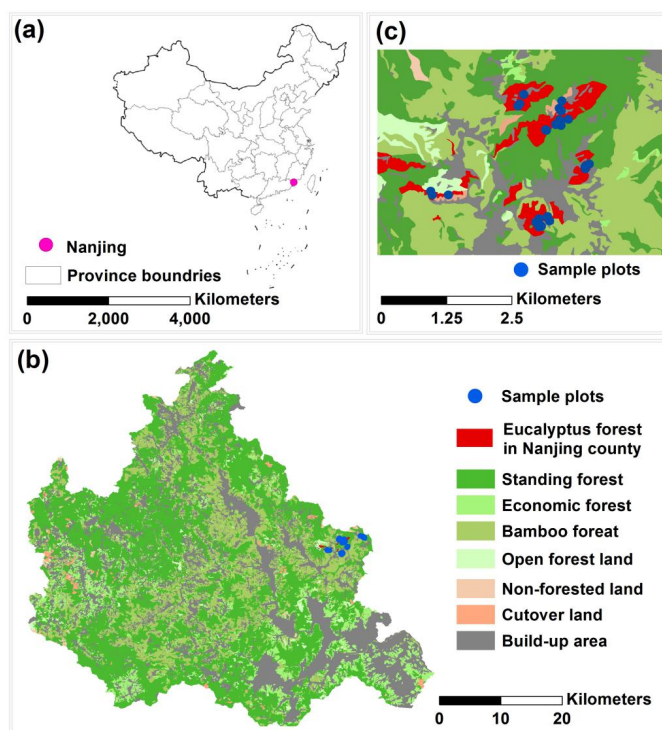 (a)
Nanjing
Province boundries
Kilometers
0 2,000 4,000
(c)
Sample plots
Kilometers
0 1.25 2.5
(b)
Sample plots
Eucalyptus forest
in Nanjing county
Standing forest
Economic forest
Bamboo foreat
Open forest land
Non-forested land
Cutover land
Build-up area
Kilometers
0 10 20